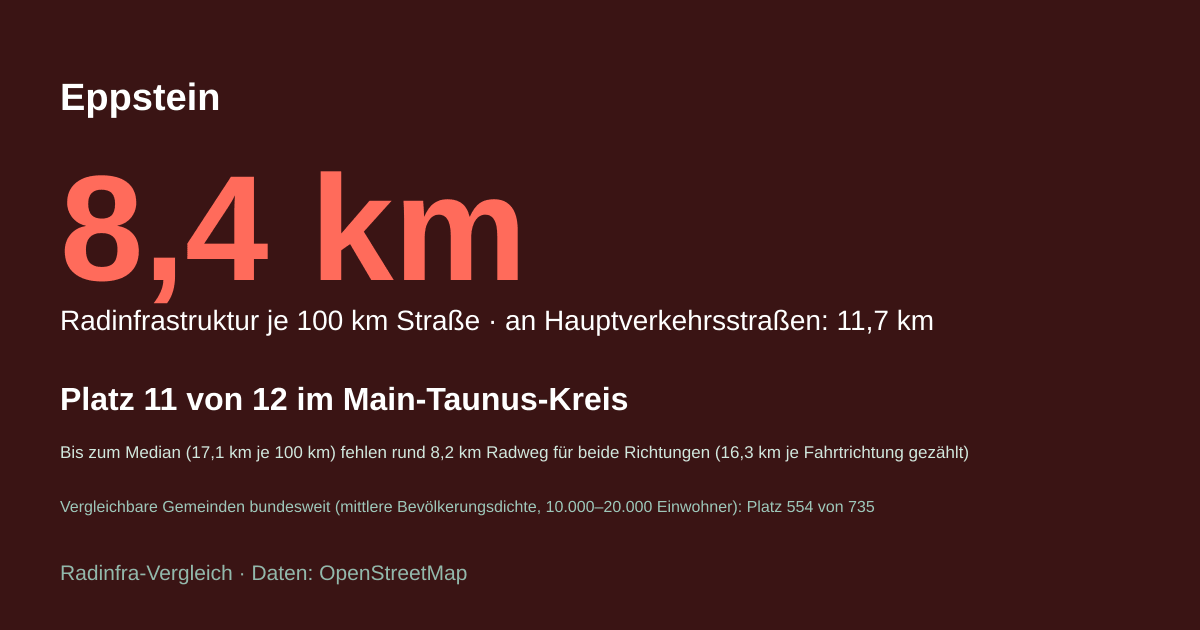 Eppstein
8,4 km
Radinfrastruktur je 100 km Straße · an Hauptverkehrsstraßen: 11,7 km
Platz 11 von 12 im Main-Taunus-Kreis
Bis zum Median (17,1 km je 100 km) fehlen rund 8,2 km Radweg für beide Richtungen (16,3 km je Fahrtrichtung gezählt)
Vergleichbare Gemeinden bundesweit (mittlere Bevölkerungsdichte, 10.000–20.000 Einwohner): Platz 554 von 735
Radinfra-Vergleich · Daten: OpenStreetMap